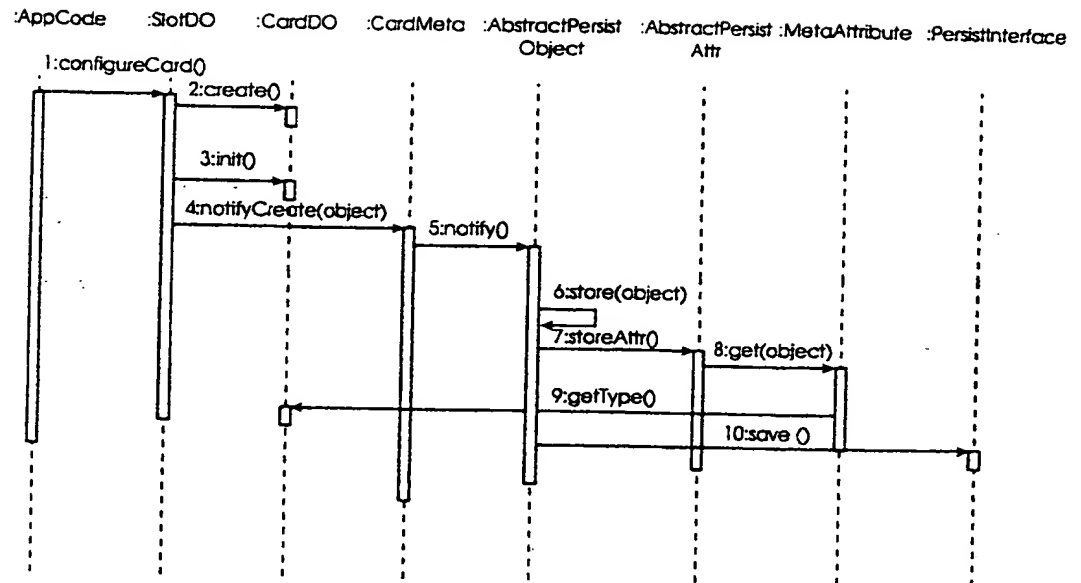 :AppCode :SlotDO :CardDO :CardMeta :AbstractPersist :AbstractPersist :MetaAttribute :PersistInterface
Object Attr
1:configureCard()
2:create()
3:init()
4:notifyCreate(object)
5:notify()
6:store(object)
7:storeAttr()
8:get(object)
9:getType()
10:save ()